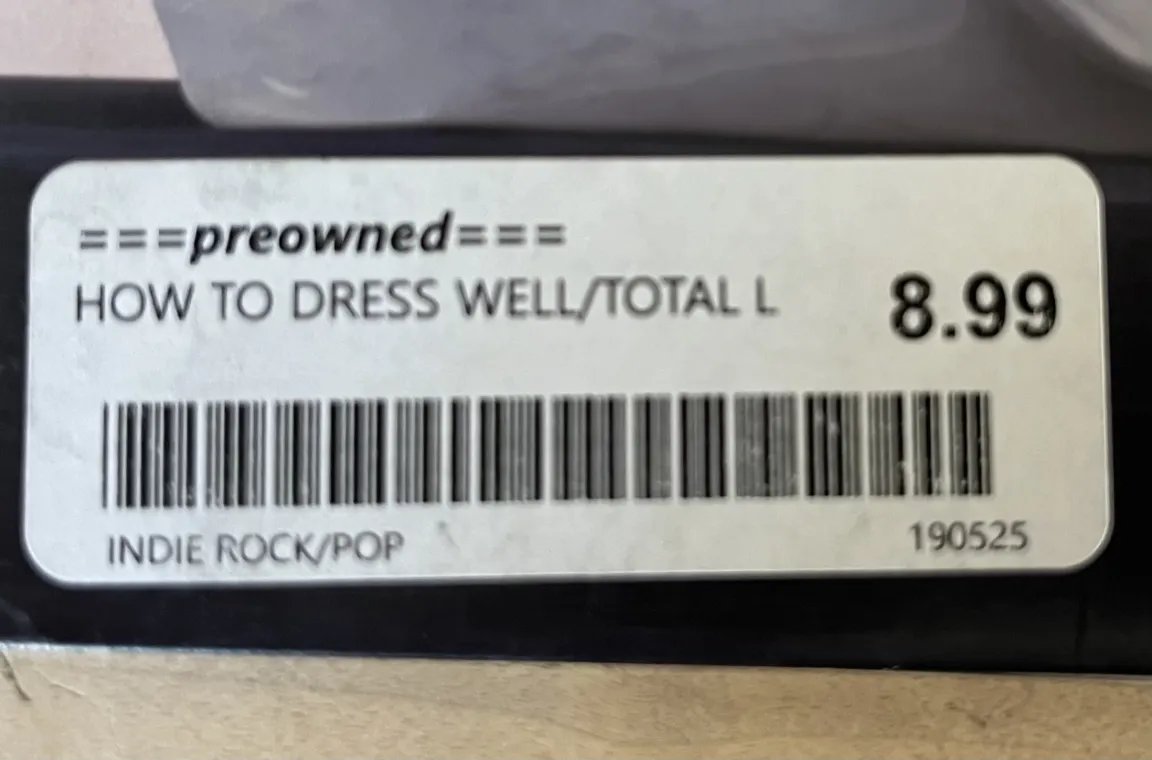 ===preowned===
HOW TO DRESS WELL/TOTAL L
8.99
INDIE ROCK/POP
190525